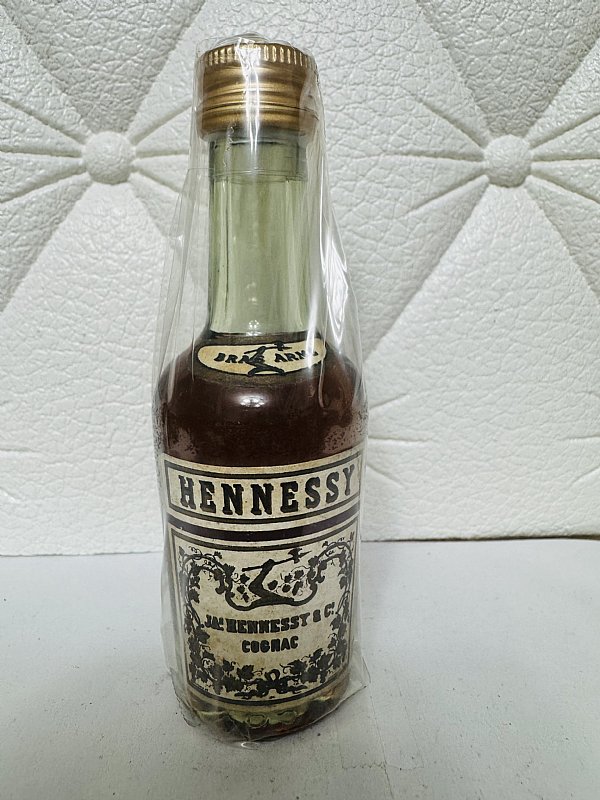 BRAS ARMÉ
HENNESSY
JAS HENNESSY & CO
COGNAC